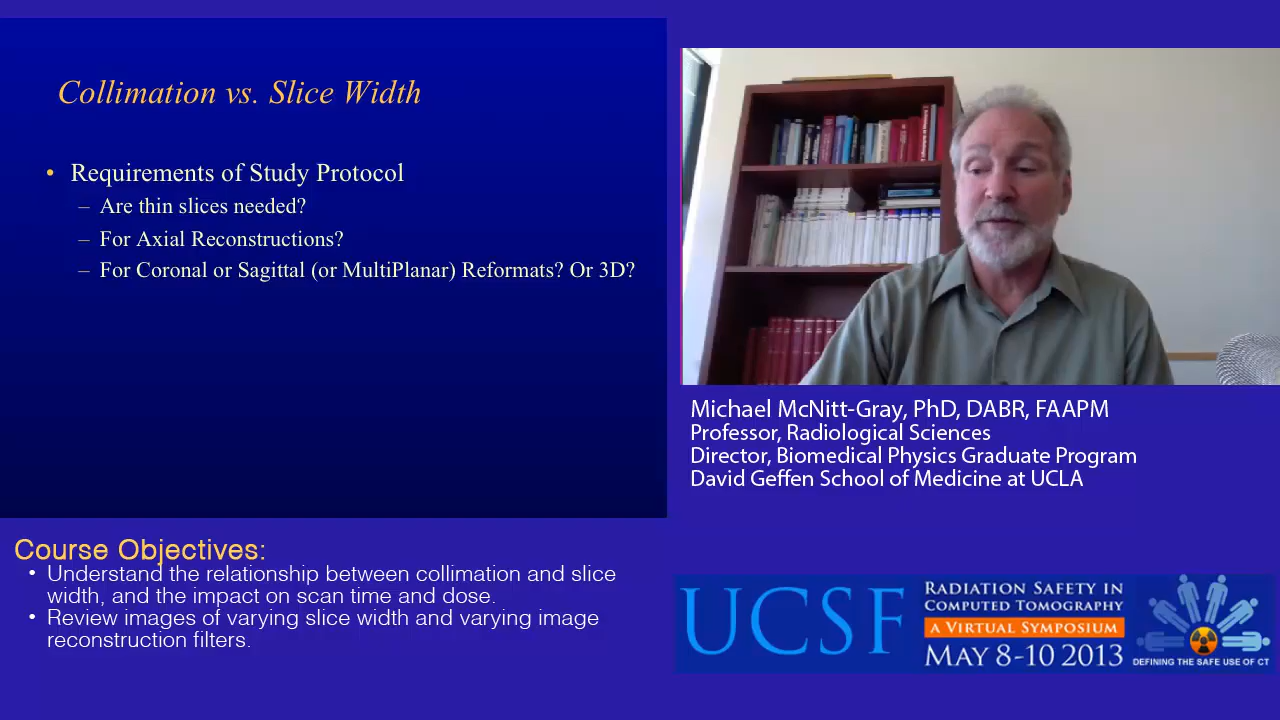 Collimation vs. Slice Width
• Requirements of Study Protocol
– Are thin slices needed?
– For Axial Reconstructions?
– For Coronal or Sagittal (or MultiPlanar) Reformats? Or 3D?
Michael McNitt-Gray, PhD, DABR, FAAPM
Professor, Radiological Sciences
Director, Biomedical Physics Graduate Program
David Geffen School of Medicine at UCLA
Course Objectives:
• Understand the relationship between collimation and slice
width, and the impact on scan time and dose.
• Review images of varying slice width and varying image
reconstruction filters.
UCSF
RADIATION SAFETY IN
COMPUTED TOMOGRAPHY
A VIRTUAL SYMPOSIUM
MAY 8-10 2013
DEFINING THE SAFE USE OF CT